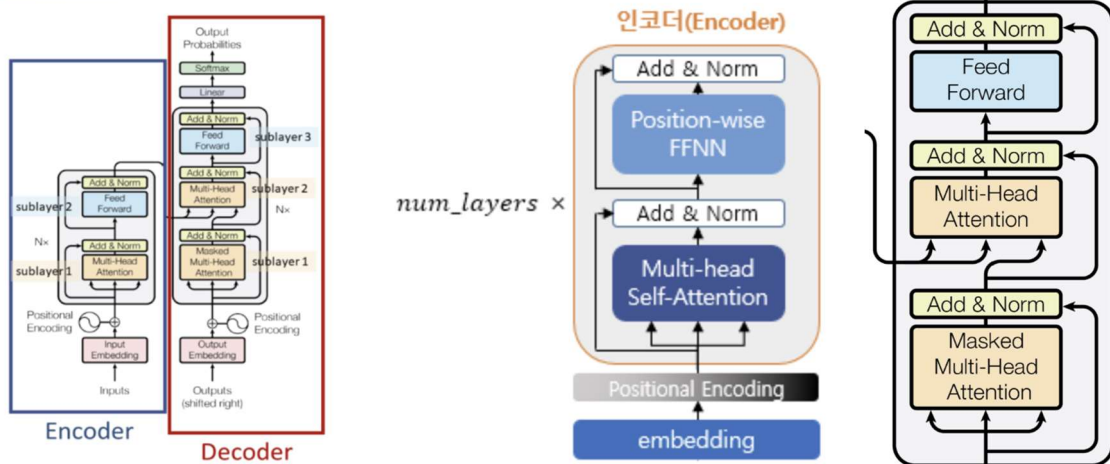 Output
Probabilities
Softmax
Linear
Add & Norm
Feed
Forward
sublayer 3
Add & Norm
Multi-Head
Attention
sublayer 2
N×
Add & Norm
Masked
Multi-Head
Attention
sublayer 1
Positional
Encoding
Output
Embedding
Outputs
(shifted right)
Decoder
Add & Norm
Feed
Forward
sublayer 2
N×
Add & Norm
Multi-Head
Attention
sublayer 1
Positional
Encoding
Input
Embedding
Inputs
Encoder
인코더(Encoder)
Add & Norm
Position-wise
FFNN
num_layers ×
Add & Norm
Multi-head
Self-Attention
Positional Encoding
embedding
Add & Norm
Feed
Forward
Add & Norm
Multi-Head
Attention
Add & Norm
Masked
Multi-Head
Attention